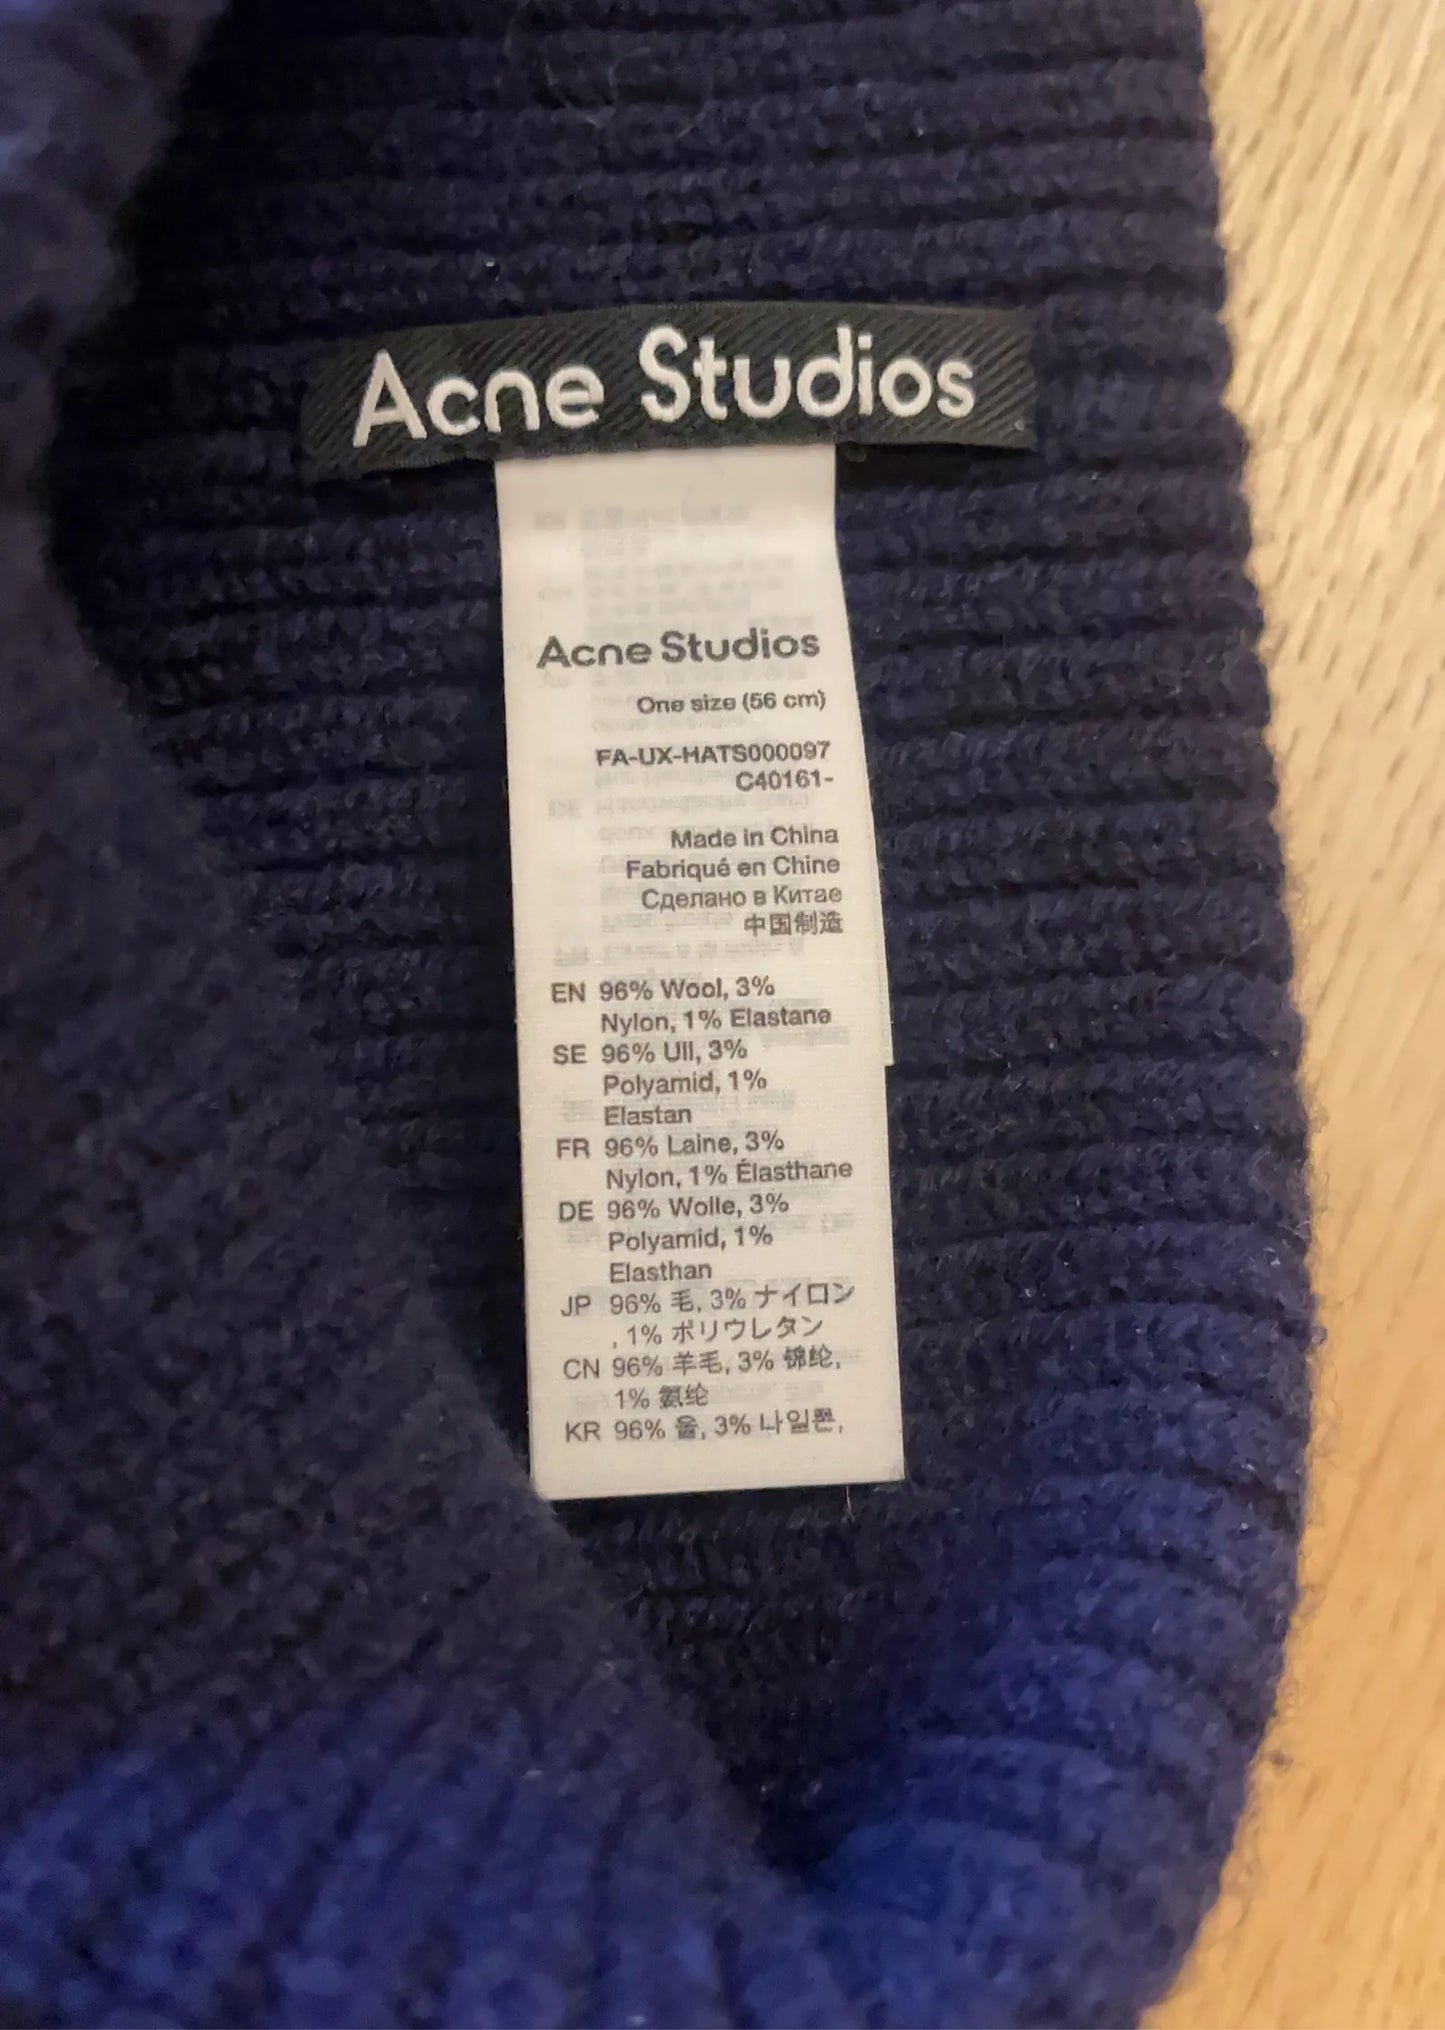 Acne Studios
Acne Studios
One size (56 cm)
FA-UX-HATS000097
C40161-
Made in China
Fabriqué en Chine
Сделано в Китае
中国制造
EN 96% Wool, 3%
Nylon, 1% Elastane
SE 96% Ull, 3%
Polyamid, 1%
Elastan
FR 96% Laine, 3%
Nylon, 1% Élasthane
DE 96% Wolle, 3%
Polyamid, 1%
Elasthan
JP 96% 毛, 3% ナイロン
, 1% ポリウレタン
CN 96% 羊毛, 3% 锦纶,
1% 氨纶
KR 96% 울, 3% 나일론,